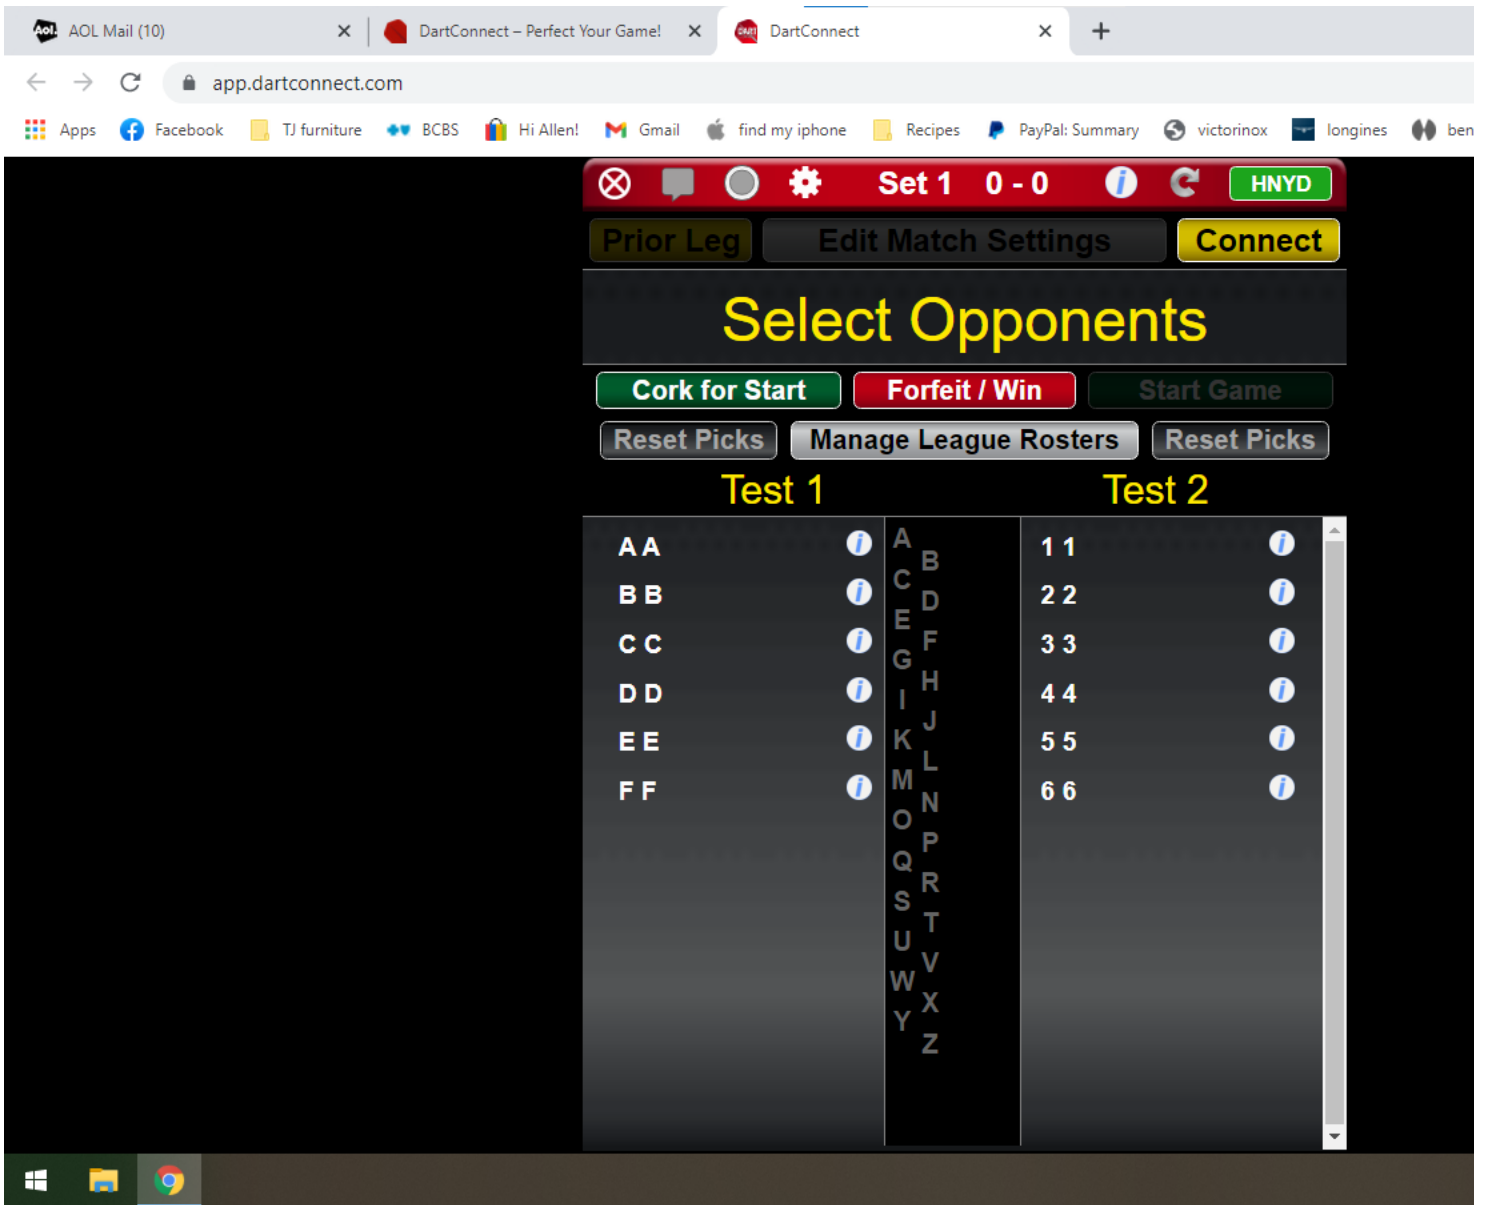 Aol. AOL Mail (10) DartConnect – Perfect Your Game! DART DartConnect
app.dartconnect.com
Apps Facebook TJ furniture BCBS Hi Allen! Gmail find my iphone Recipes PayPal: Summary victorinox longines ben
Set 1 0 - 0 i HNYD
Prior Leg Edit Match Settings Connect
Select Opponents
Cork for Start Forfeit / Win Start Game
Reset Picks Manage League Rosters Reset Picks
Test 1 Test 2
A A i A 1 1 i
B
B B i C 2 2 i
D
E
C C i F 3 3 i
G
H
D D i I 4 4 i
J
E E i K 5 5 i
L
M
F F i N 6 6 i
O
P
Q
R
S
T
U
V
W
X
Y
Z